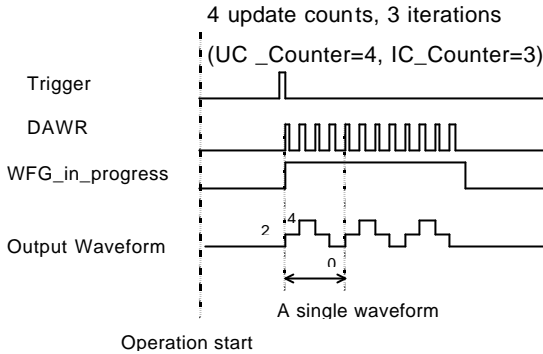 4 update counts, 3 iterations
(UC _Counter=4, IC_Counter=3)
Trigger
DAWR
WFG_in_progress
4
2
Output Waveform
0
A single waveform
Operation start